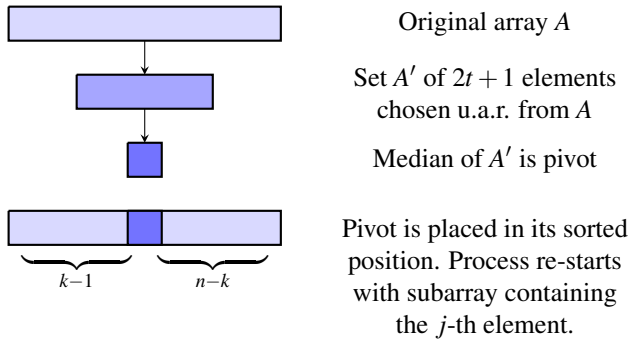 Original array A
Set A′ of 2t + 1 elements
chosen u.a.r. from A
Median of A′ is pivot
Pivot is placed in its sorted
position. Process re-starts
with subarray containing
the j-th element.
k−1
n−k